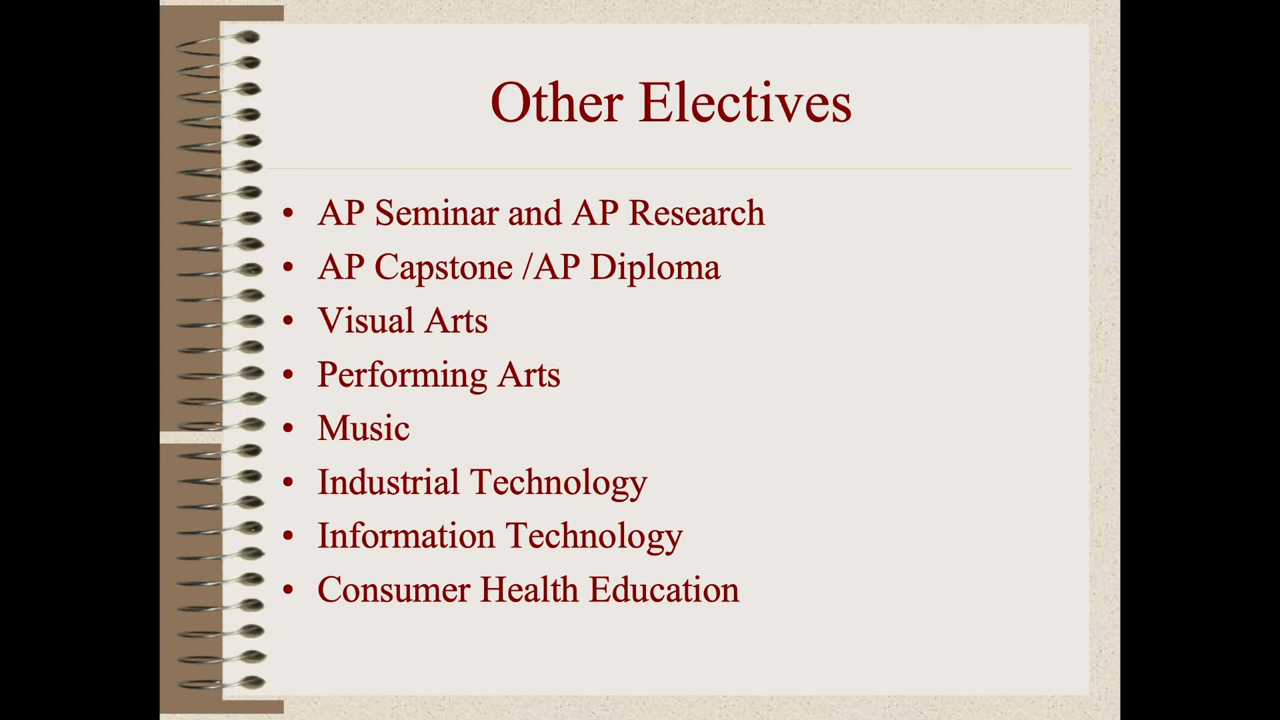 Other Electives
• AP Seminar and AP Research
• AP Capstone /AP Diploma
• Visual Arts
• Performing Arts
• Music
• Industrial Technology
• Information Technology
• Consumer Health Education